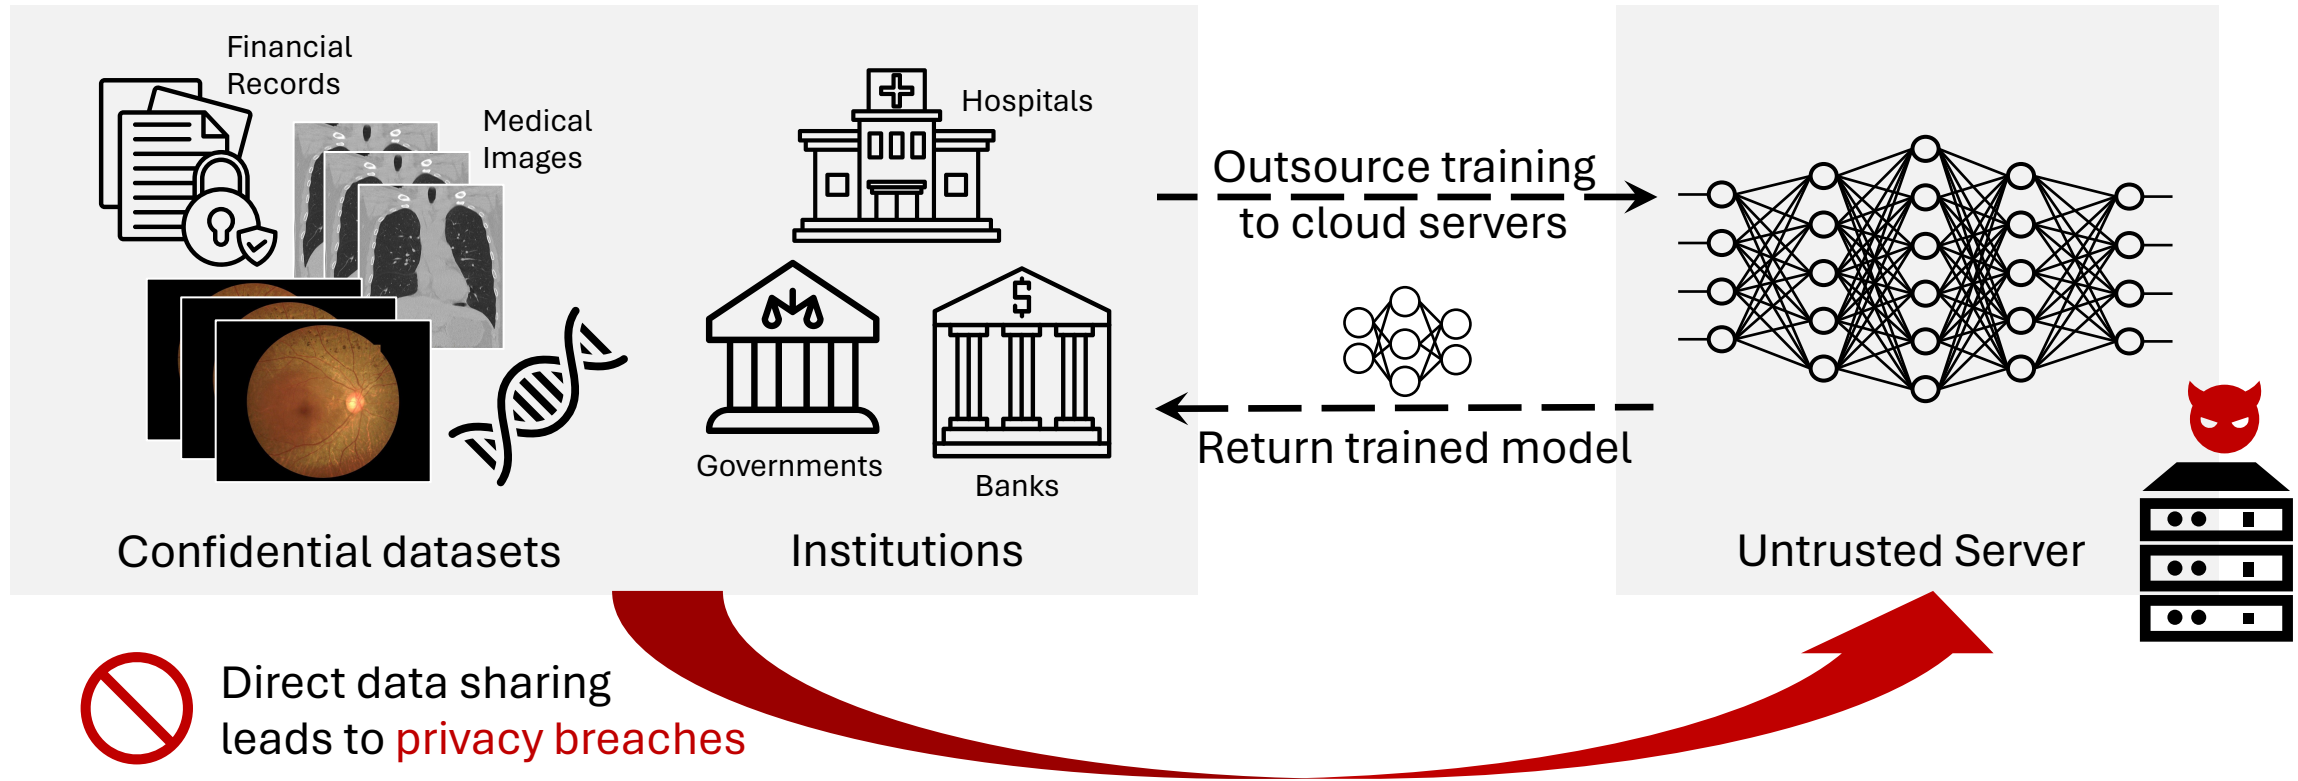 Financial
Records
Medical
Images
Hospitals
Governments
$
Banks
Confidential datasets
Institutions
Outsource training
to cloud servers
Return trained model
Untrusted Server
Direct data sharing
leads to privacy breaches